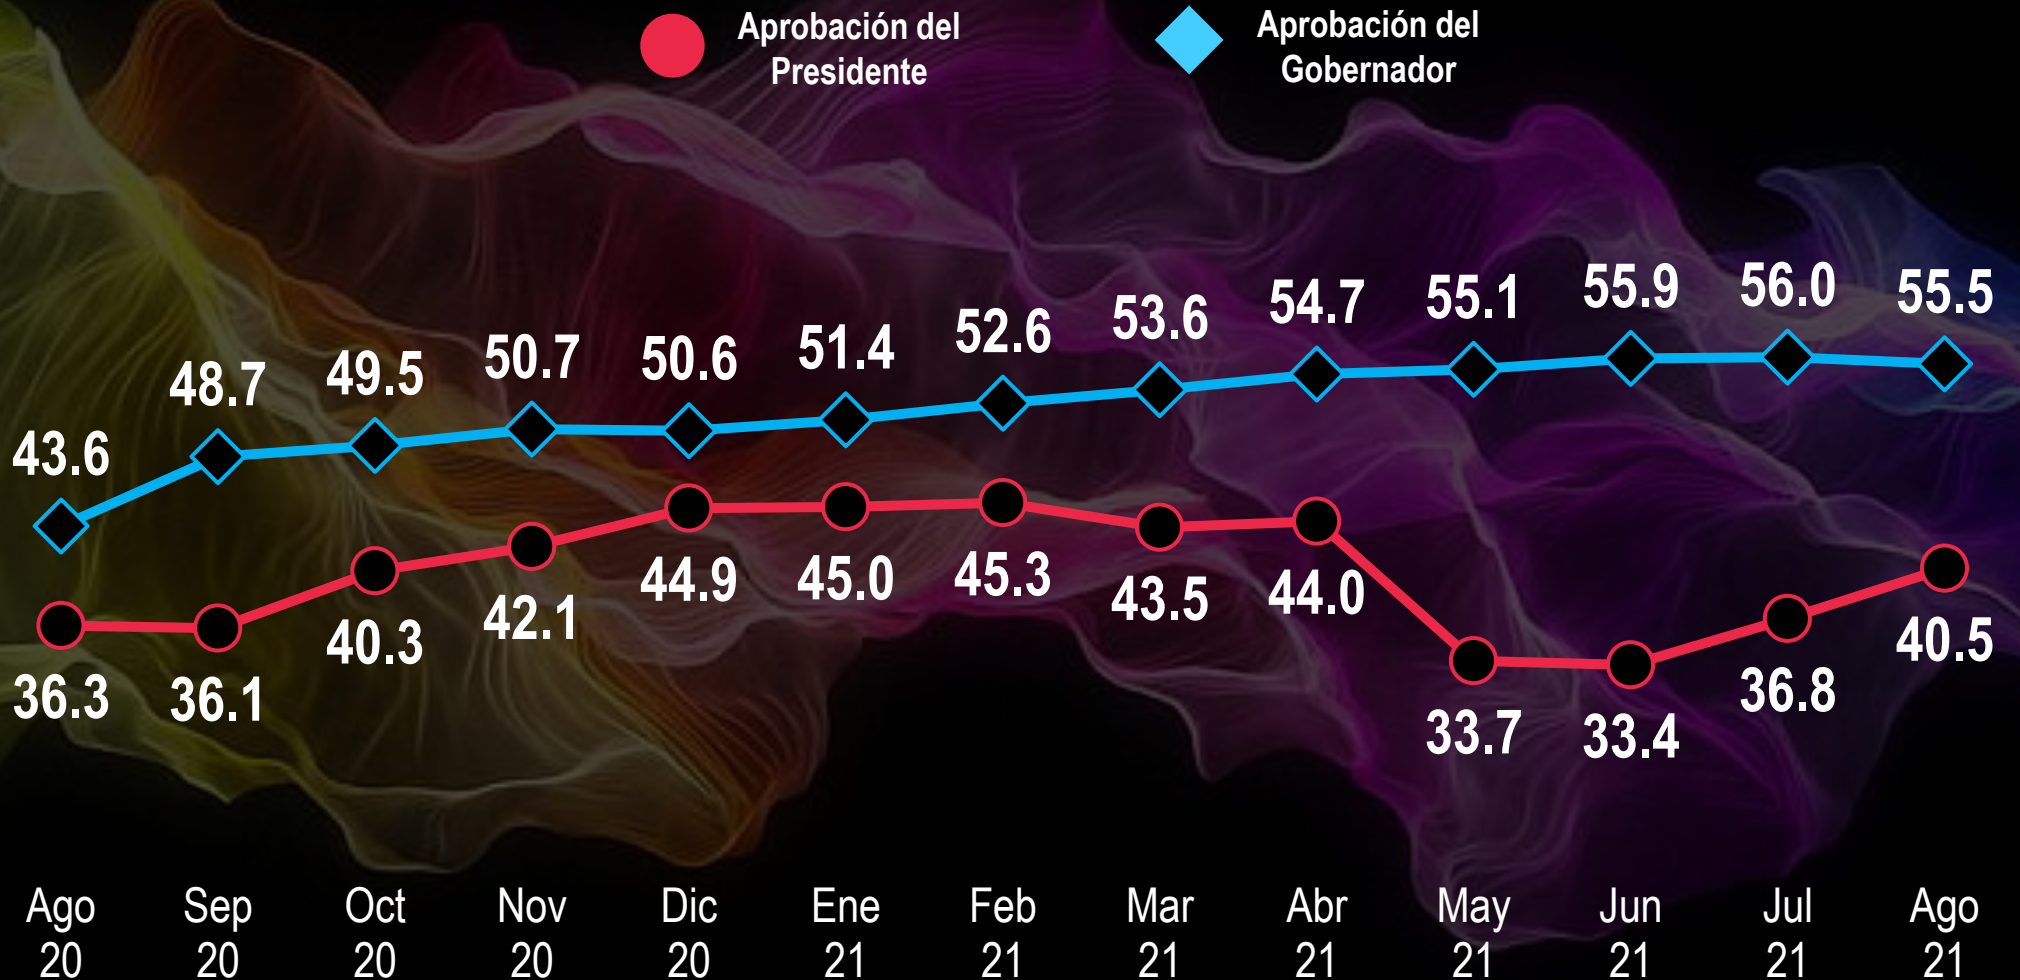 Aprobación del
Presidente
Aprobación del
Gobernador
43.6
48.7
49.5
50.7
50.6
51.4
52.6
53.6
54.7
55.1
55.9
56.0
55.5
36.3
36.1
40.3
42.1
44.9
45.0
45.3
43.5
44.0
33.7
33.4
36.8
40.5
Ago
20
Sep
20
Oct
20
Nov
20
Dic
20
Ene
21
Feb
21
Mar
21
Abr
21
May
21
Jun
21
Jul
21
Ago
21